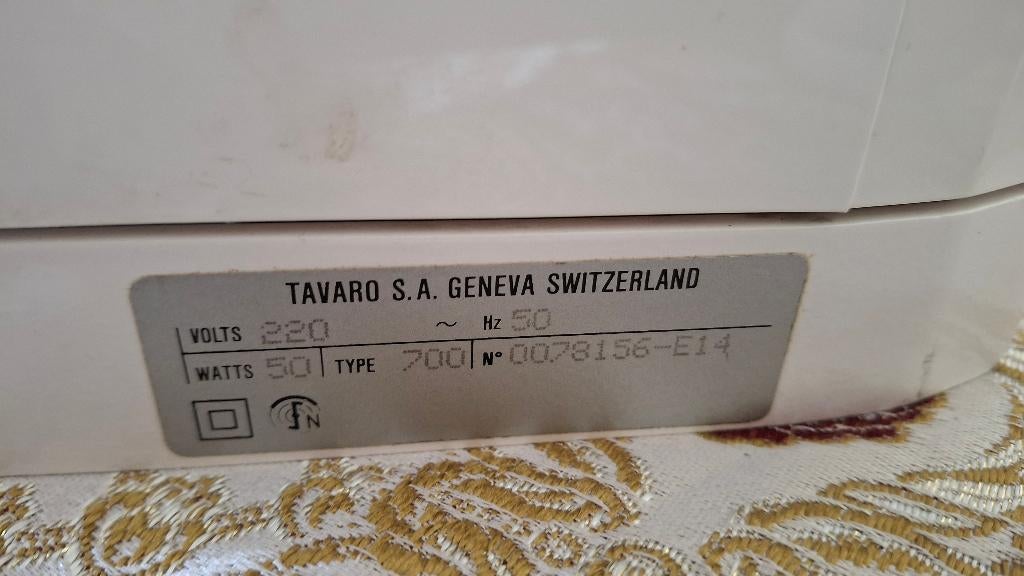 TAVARO S.A. GENEVA SWITZERLAND
VOLTS 220 ~ Hz 50
WATTS 50 TYPE 700 N° 0078156-E14